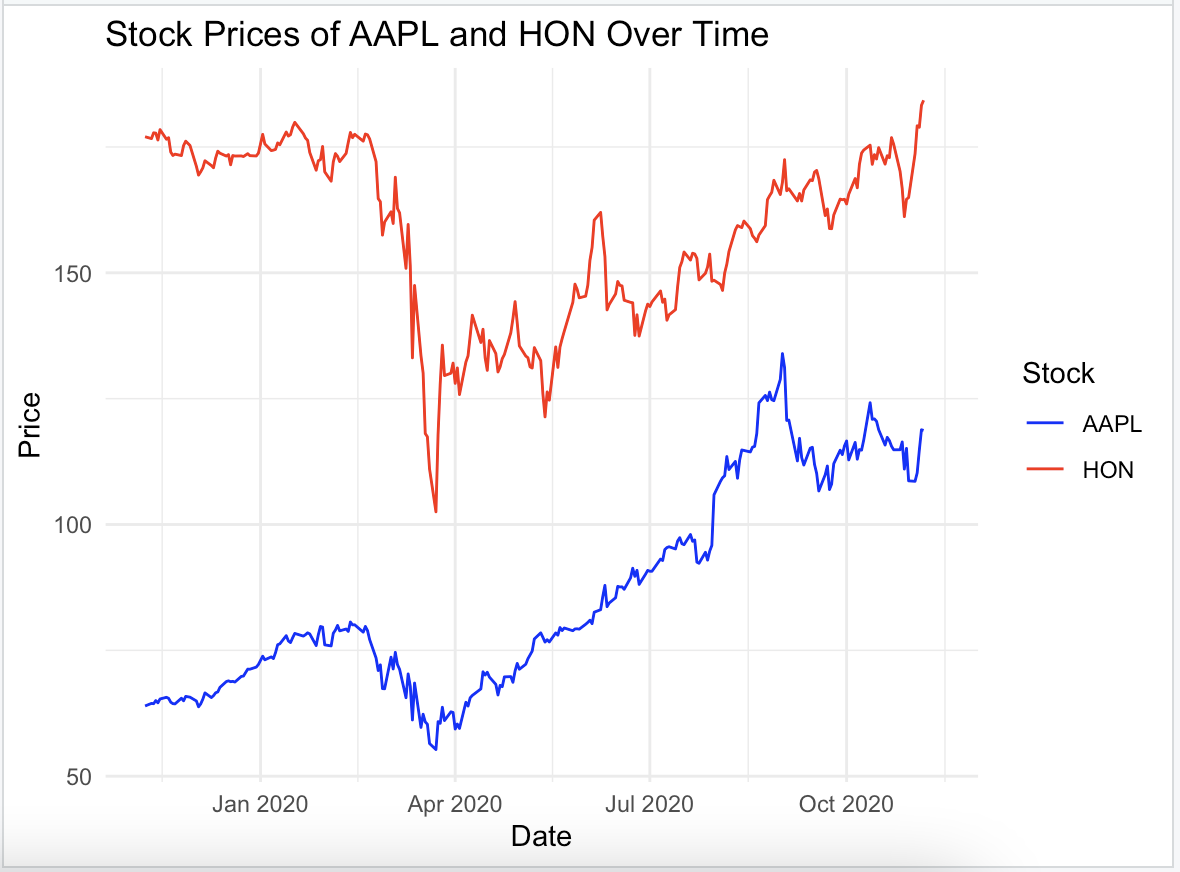 Stock Prices of AAPL and HON Over Time
Price
150
100
50
Jan 2020 Apr 2020 Jul 2020 Oct 2020
Date
Stock
AAPL
HON